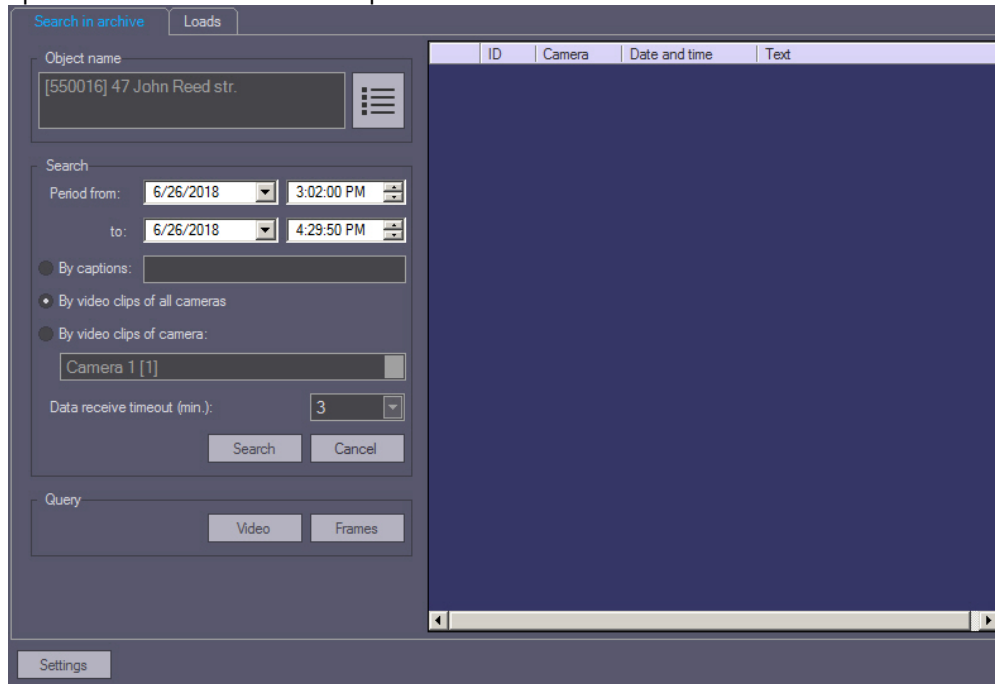 Search in archive Loads
Object name
[550016] 47 John Reed str.
ID Camera Date and time Text
Search
Period from: 6/26/2018 3:02:00 PM
to: 6/26/2018 4:29:50 PM
By captions:
By video clips of all cameras
By video clips of camera:
Camera 1 [1]
Data receive timeout (min.): 3
Search Cancel
Query
Video Frames
Settings